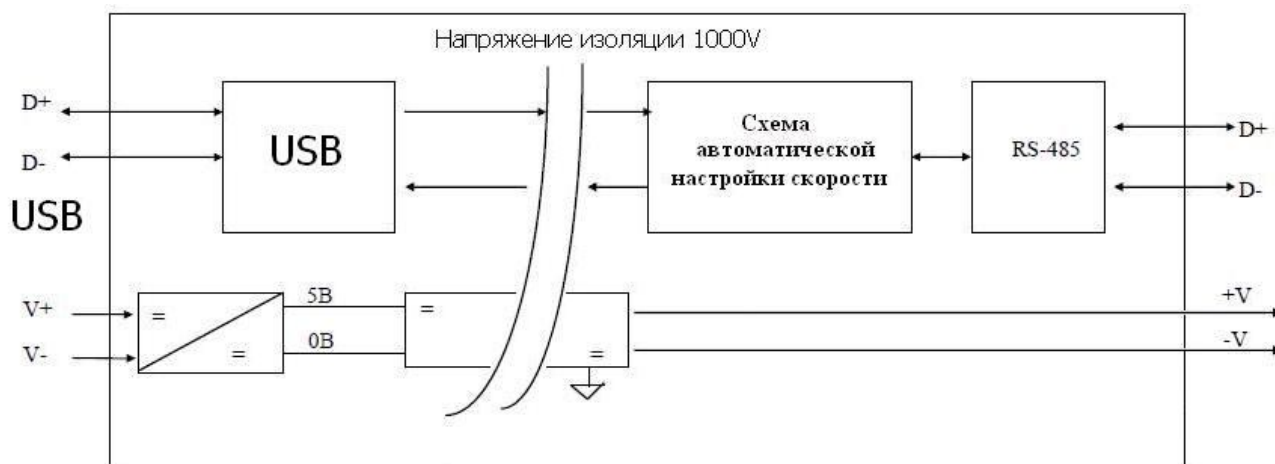 Напряжение изоляции 1000V
D+
D-
USB
USB
Схема
автоматической
настройки скорости
RS-485
D+
D-
V+
V-
=
=
5В
0В
=
=
+V
-V